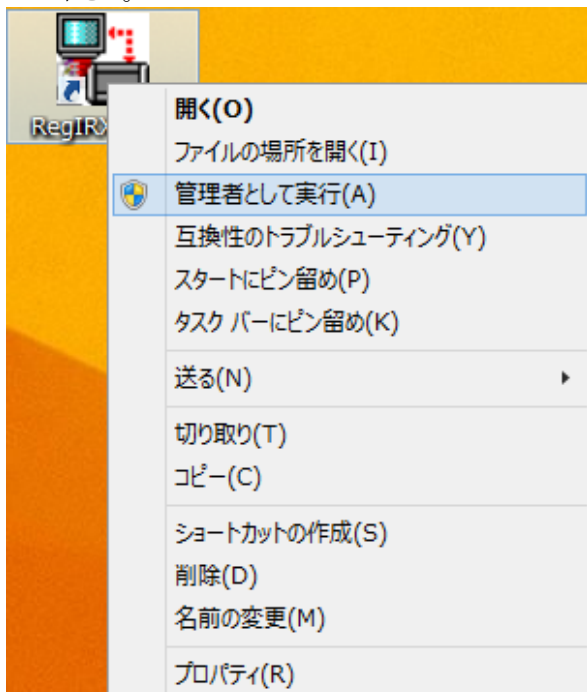 RegIRX
開く(O)
ファイルの場所を開く(I)
管理者として実行(A)
互換性のトラブルシューティング(Y)
スタートにピン留め(P)
タスク バーにピン留め(K)
送る(N)
切り取り(T)
コピー(C)
ショートカットの作成(S)
削除(D)
名前の変更(M)
プロパティ(R)